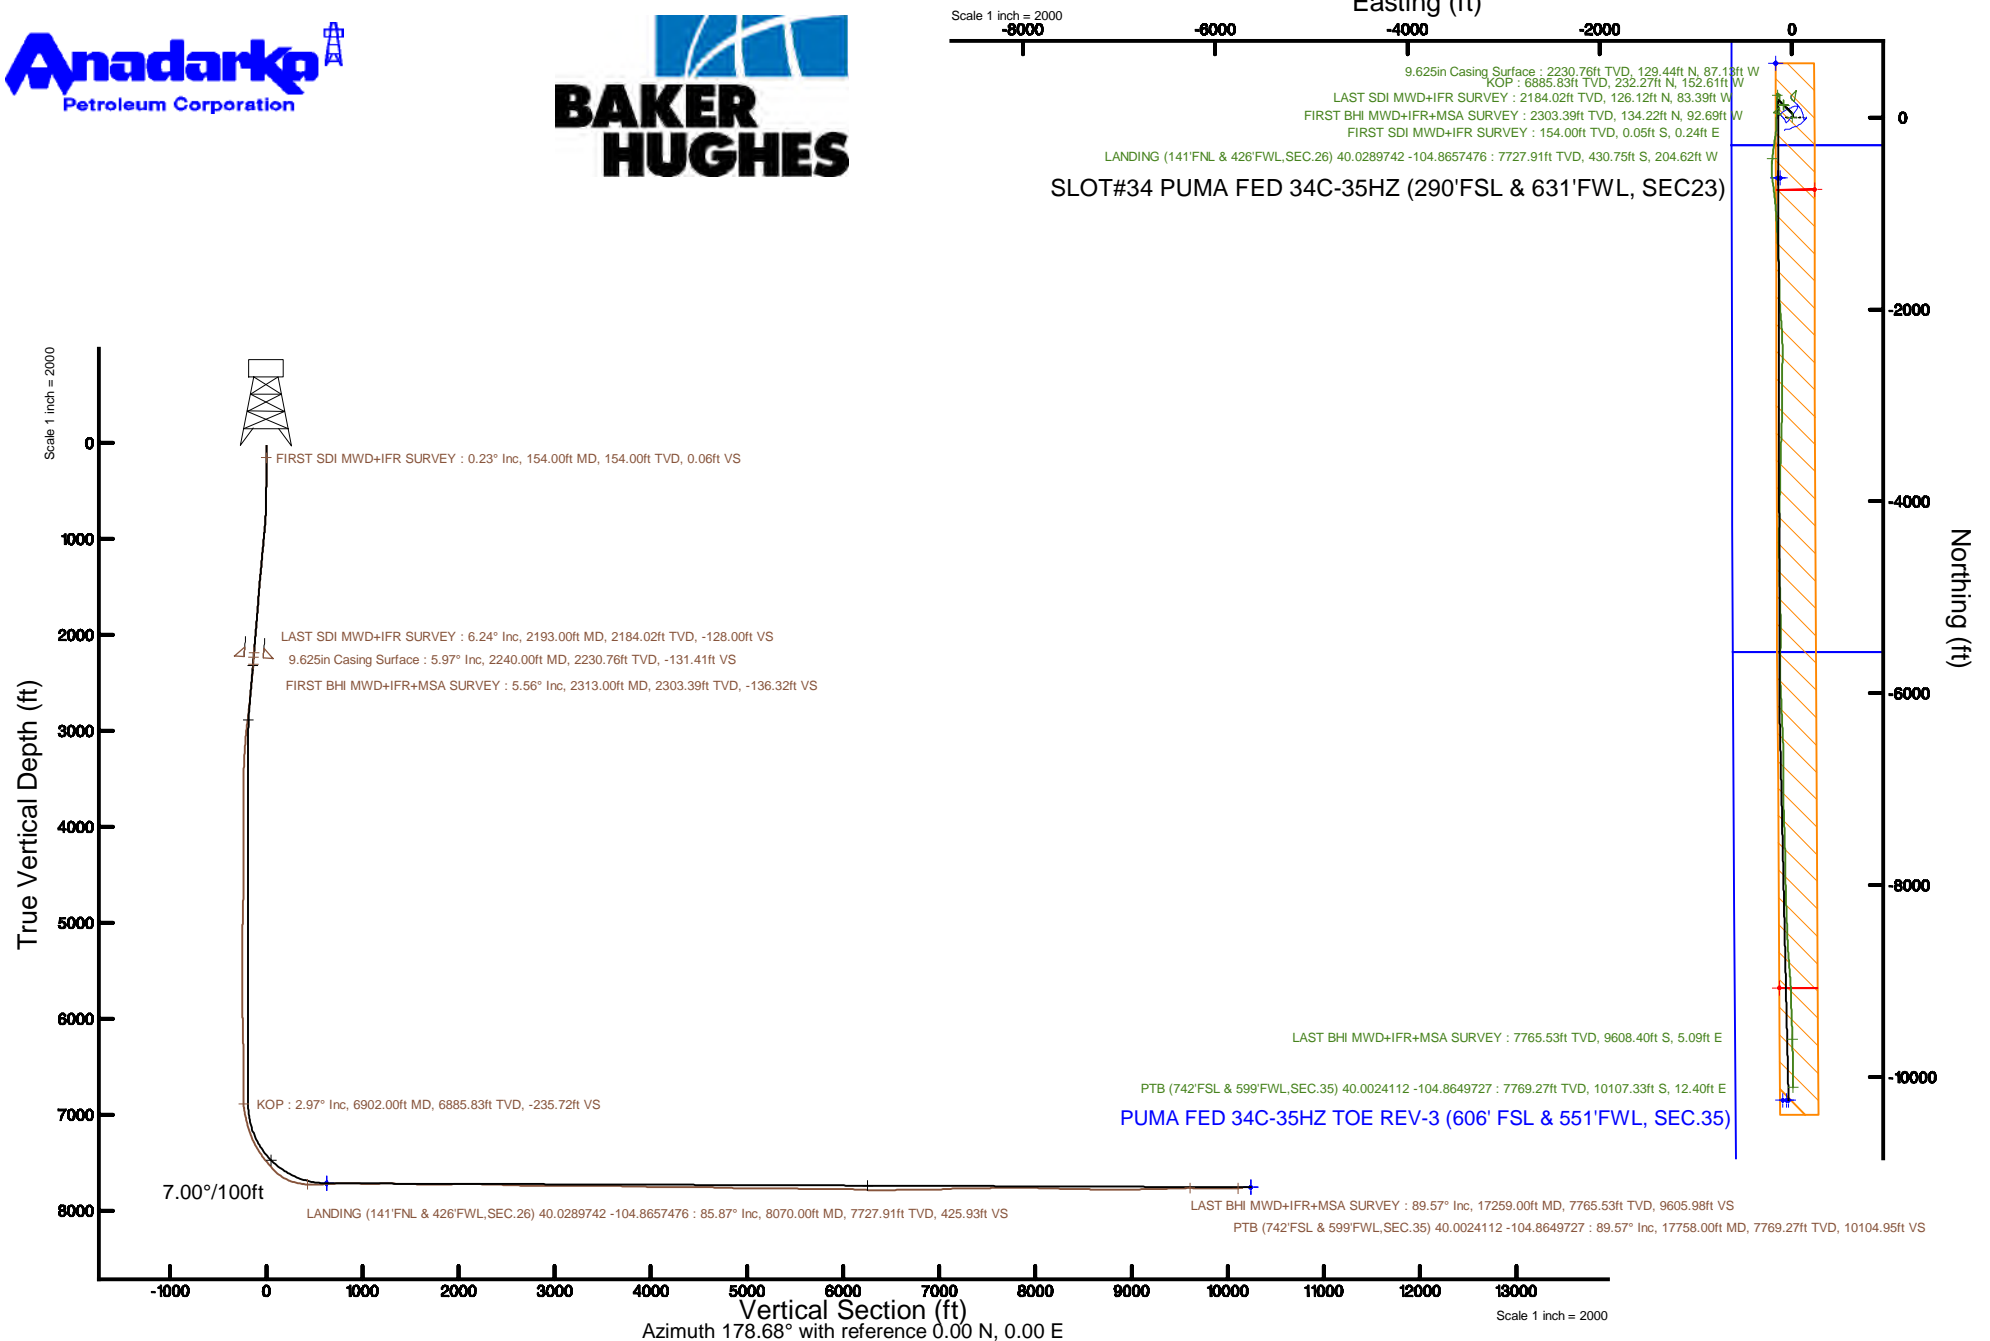 Anadarko
Petroleum Corporation
BAKER
HUGHES
Scale 1 inch = 2000
Easting (ft)
-8000 -6000 -4000 -2000 0
9.625in Casing Surface : 2230.76ft TVD, 129.44ft N, 87.13ft W
KOP : 6885.83ft TVD, 232.27ft N, 152.61ft W
LAST SDI MWD+IFR SURVEY : 2184.02ft TVD, 126.12ft N, 83.39ft W
FIRST BHI MWD+IFR+MSA SURVEY : 2303.39ft TVD, 134.22ft N, 92.69ft W
FIRST SDI MWD+IFR SURVEY : 154.00ft TVD, 0.05ft S, 0.24ft E
LANDING (141'FNL & 426'FWL,SEC.26) 40.0289742 -104.8657476 : 7727.91ft TVD, 430.75ft S, 204.62ft W
SLOT#34 PUMA FED 34C-35HZ (290'FSL & 631'FWL, SEC23)
0
-2000
-4000
-6000
-8000
-10000
Northing (ft)
LAST BHI MWD+IFR+MSA SURVEY : 7765.53ft TVD, 9608.40ft S, 5.09ft E
PTB (742'FSL & 599'FWL,SEC.35) 40.0024112 -104.8649727 : 7769.27ft TVD, 10107.33ft S, 12.40ft E
PUMA FED 34C-35HZ TOE REV-3 (606' FSL & 551'FWL, SEC.35)
Scale 1 inch = 2000
True Vertical Depth (ft)
0
1000
2000
3000
4000
5000
6000
7000
8000
FIRST SDI MWD+IFR SURVEY : 0.23° Inc, 154.00ft MD, 154.00ft TVD, 0.06ft VS
LAST SDI MWD+IFR SURVEY : 6.24° Inc, 2193.00ft MD, 2184.02ft TVD, -128.00ft VS
9.625in Casing Surface : 5.97° Inc, 2240.00ft MD, 2230.76ft TVD, -131.41ft VS
FIRST BHI MWD+IFR+MSA SURVEY : 5.56° Inc, 2313.00ft MD, 2303.39ft TVD, -136.32ft VS
KOP : 2.97° Inc, 6902.00ft MD, 6885.83ft TVD, -235.72ft VS
7.00°/100ft
LANDING (141'FNL & 426'FWL,SEC.26) 40.0289742 -104.8657476 : 85.87° Inc, 8070.00ft MD, 7727.91ft TVD, 425.93ft VS
LAST BHI MWD+IFR+MSA SURVEY : 89.57° Inc, 17259.00ft MD, 7765.53ft TVD, 9605.98ft VS
PTB (742'FSL & 599'FWL,SEC.35) 40.0024112 -104.8649727 : 89.57° Inc, 17758.00ft MD, 7769.27ft TVD, 10104.95ft VS
-1000 0 1000 2000 3000 4000 5000 6000 7000 8000 9000 10000 11000 12000 13000
Vertical Section (ft)
Azimuth 178.68° with reference 0.00 N, 0.00 E
Scale 1 inch = 2000